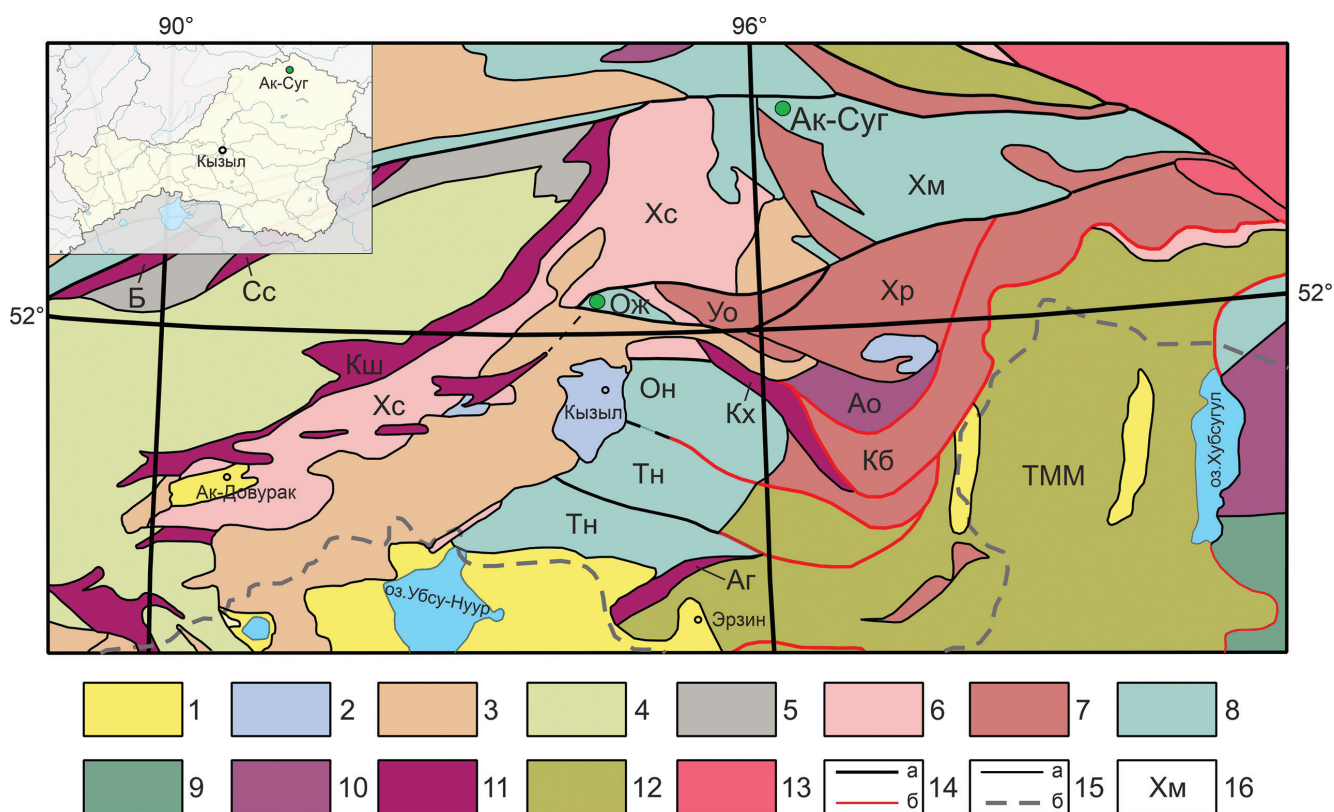 90°
96°
Ак-Суг
Кызыл
Ак-Суг
Хм
Хс
Б
Сс
52°
52°
Ож
Уо
Хр
Кш
Он
Кх
Ао
Хс
Кызыл
Кб
Тн
ТММ
оз.Хубсугул
Ак-Довурак
Тн
Аг
оз.Убсу-Нуур
Эрзин
1
2
3
4
5
6
7
8
9
10
11
12
13
а
б
14
а
б
15
Хм
16